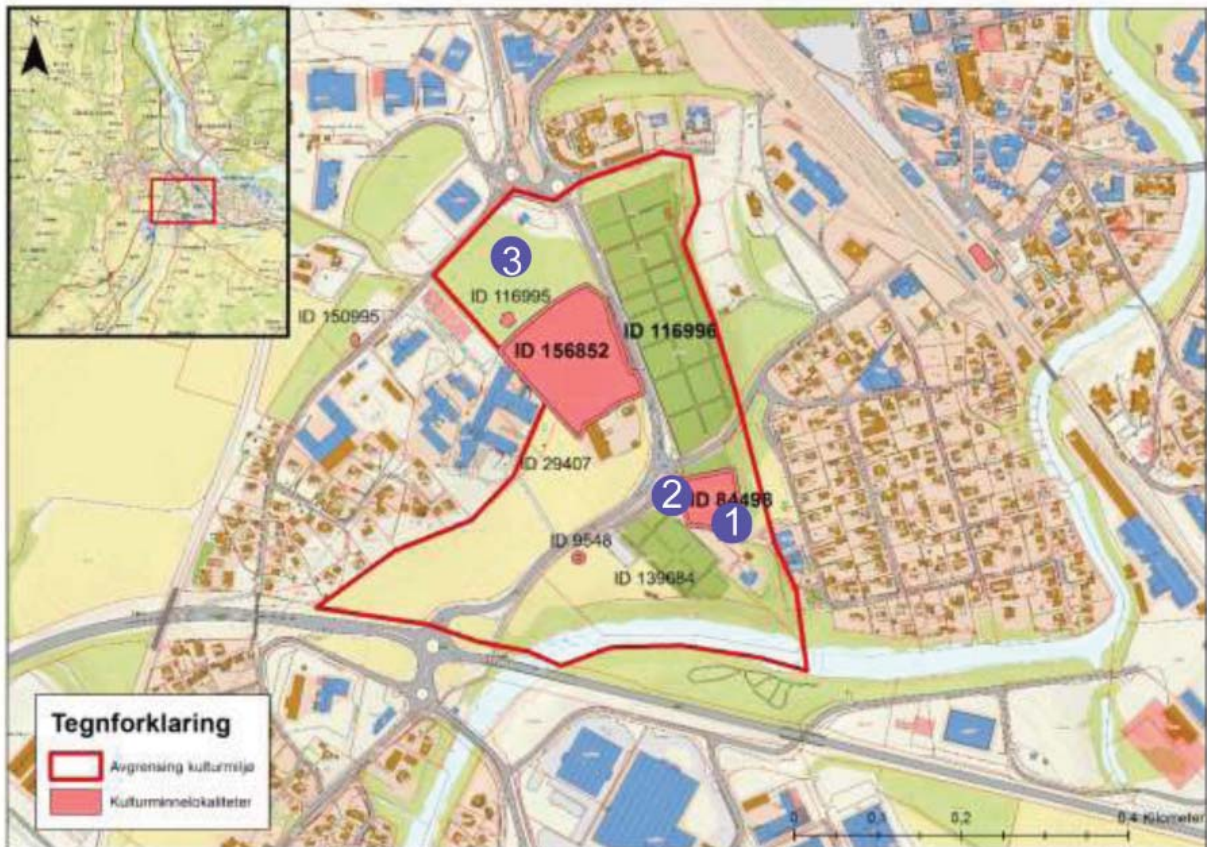 N
3
ID 116995
ID 150995
ID 156852
ID 116996
ID 29407
2
ID 84498
1
ID 9548
ID 139684
Tegnforklaring
Avgrensing kulturmiljø
Kulturminnelokaliteter
0 0,1 0,2 0,4 Kilometer